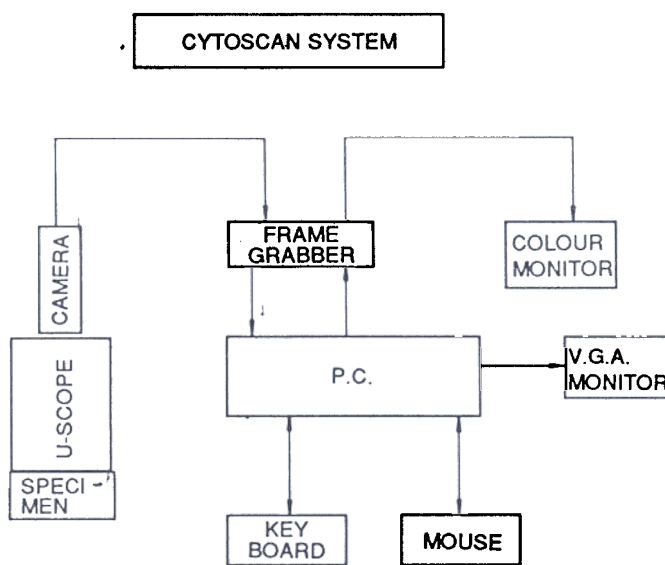 CYTOSCAN SYSTEM
CAMERA
FRAME
GRABBER
COLOUR
MONITOR
U-SCOPE
P.C.
V.G.A.
MONITOR
SPECI-
MEN
KEY
BOARD
MOUSE